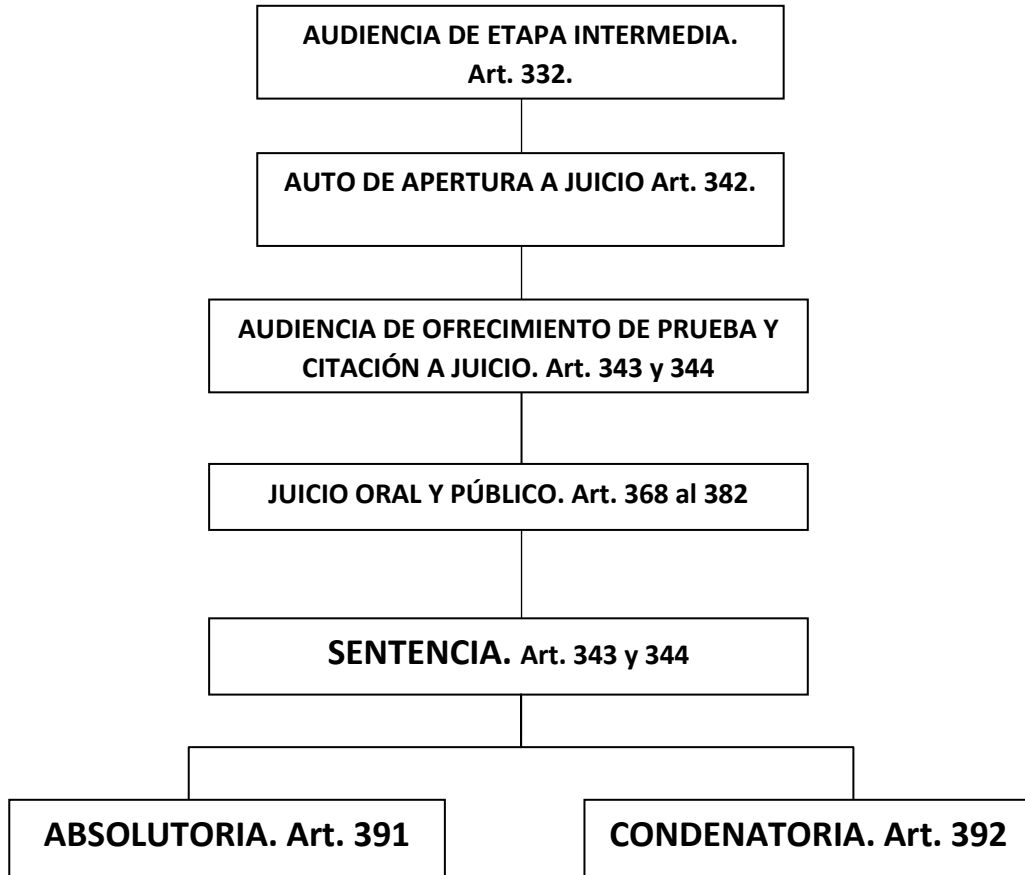 AUDIENCIA DE ETAPA INTERMEDIA.
Art. 332.
AUTO DE APERTURA A JUICIO Art. 342.
AUDIENCIA DE OFRECIMIENTO DE PRUEBA Y
CITACIÓN A JUICIO. Art. 343 y 344
JUICIO ORAL Y PÚBLICO. Art. 368 al 382
SENTENCIA. Art. 343 y 344
ABSOLUTORIA. Art. 391
CONDENATORIA. Art. 392